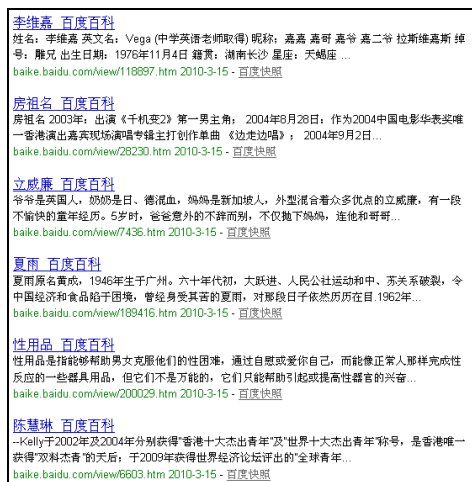 李维嘉 百度百科
姓名：李维嘉 英文名：Vega (中学英语老师取得) 昵称：嘉嘉 嘉哥 嘉爷 嘉二爷 拉斯维嘉斯 绰
号：雕兄 出生日期：1976年11月4日 籍贯：湖南长沙 星座：天蝎座 ...
baike.baidu.com/view/118897.htm 2010-3-15 - 百度快照
房祖名 百度百科
房祖名 2003年：出演《千机变2》第一男主角； 2004年8月28日：作为2004中国电影华表奖唯
一香港演出嘉宾现场演唱专辑主打创作单曲 《边走边唱》； 2004年9月2日...
baike.baidu.com/view/28230.htm 2010-3-15 - 百度快照
立威廉 百度百科
爷爷是英国人，奶奶是日、德混血，妈妈是新加坡人，外型混合着众多优点的立威廉，有一段
不愉快的童年经历。5岁时，爸爸意外的不辞而别，不仅抛下妈妈，连他和哥哥...
baike.baidu.com/view/7436.htm 2010-3-15 - 百度快照
夏雨 百度百科
夏雨原名黄成，1946年生于广州。六十年代初，大跃进、人民公社运动和中、苏关系破裂，令
中国经济和食品陷于困境，曾经身受其苦的夏雨，对那段日子依然历历在目.1962年...
baike.baidu.com/view/189416.htm 2010-3-15 - 百度快照
性用品 百度百科
性用品是指能够帮助男女克服他们的性困难，通过自慰或爱你自己，而能像正常人那样完成性
反应的一些器具用品，但它们不是万能的，它们只能帮助引起或提高性器官的兴奋...
baike.baidu.com/view/200029.htm 2010-3-15 - 百度快照
陈慧琳 百度百科
--Kelly于2002年及2004年分别获得"香港十大杰出青年"及"世界十大杰出青年"称号，是香港唯一
获得"双料杰青"的天后；于2009年获得世界经济论坛评出的"全球青年...
baike.baidu.com/view/6603.htm 2010-3-15 - 百度快照